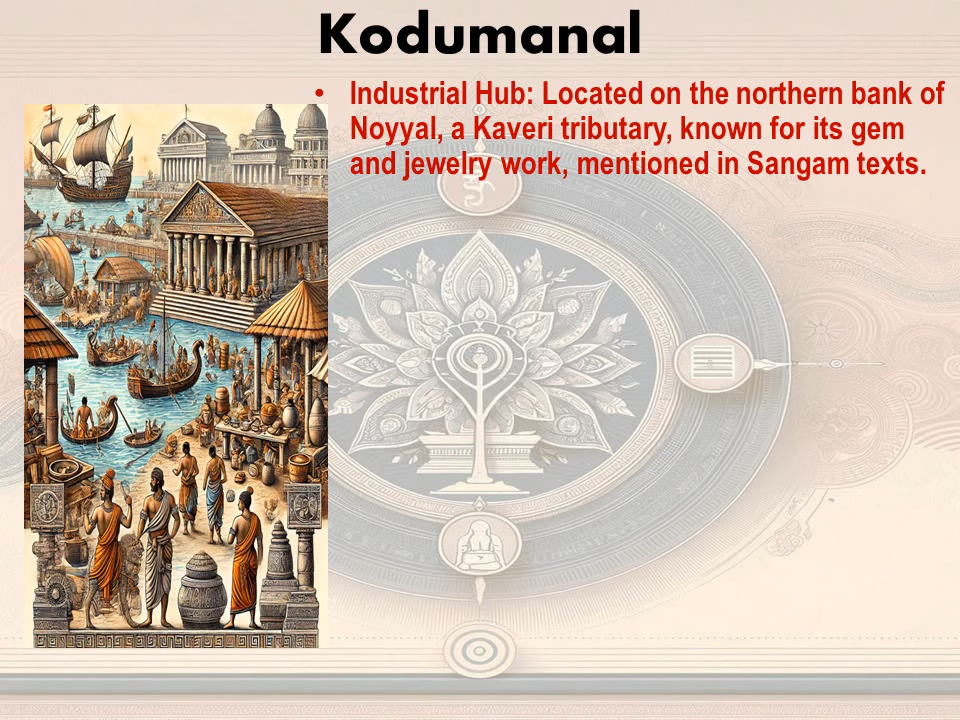 Kodumanal
• Industrial Hub: Located on the northern bank of
Noyyal, a Kaveri tributary, known for its gem
and jewelry work, mentioned in Sangam texts.